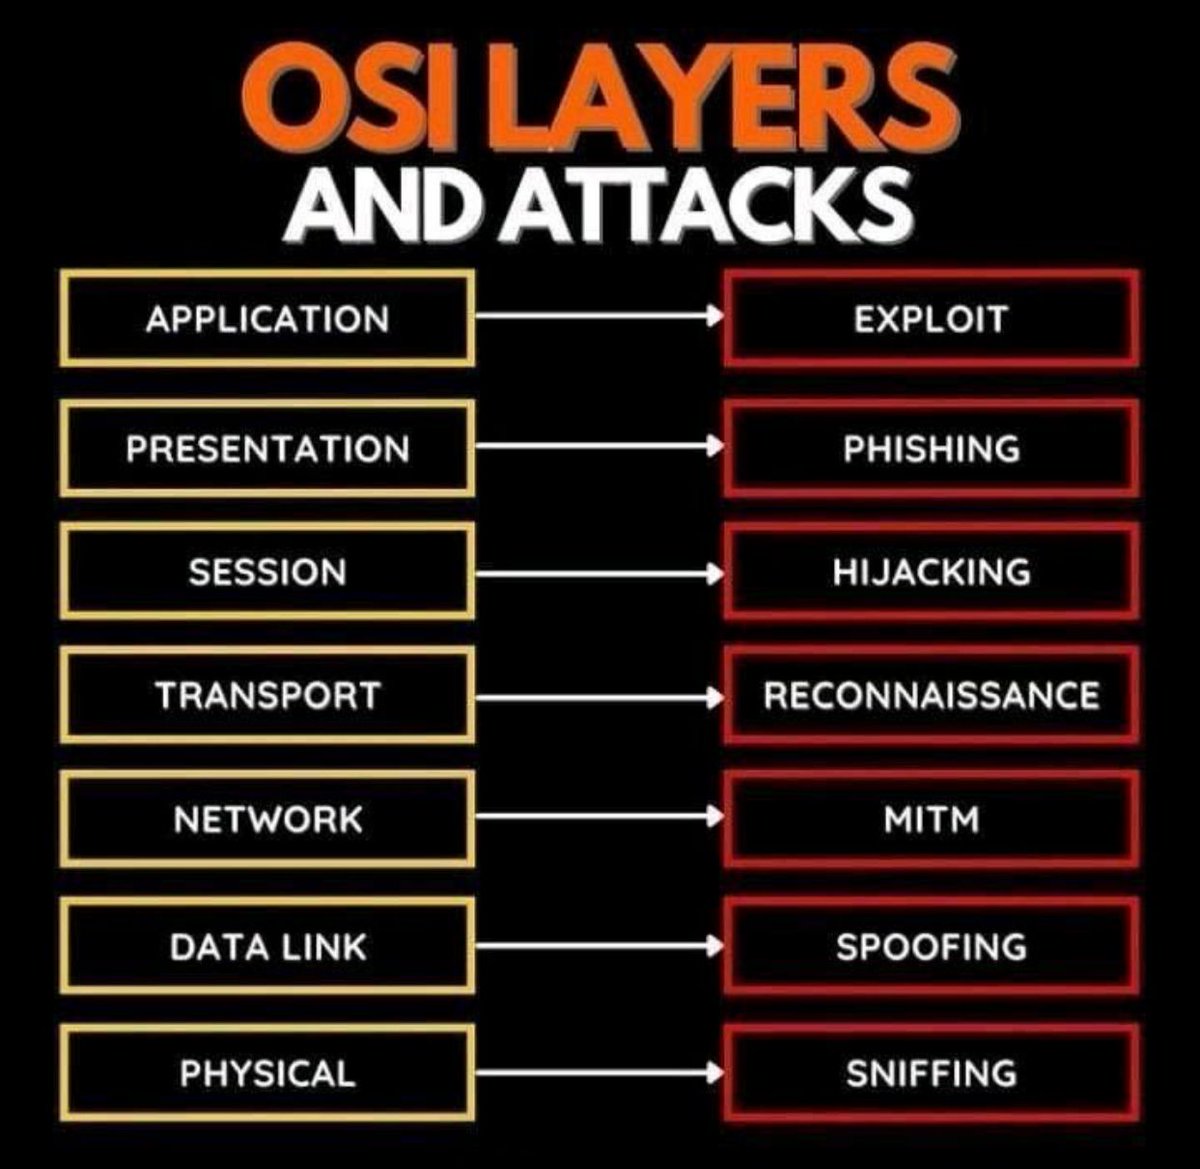 OSI LAYERS
AND ATTACKS
APPLICATION
EXPLOIT
PRESENTATION
PHISHING
SESSION
HIJACKING
TRANSPORT
RECONNAISSANCE
NETWORK
MITM
DATA LINK
SPOOFING
PHYSICAL
SNIFFING